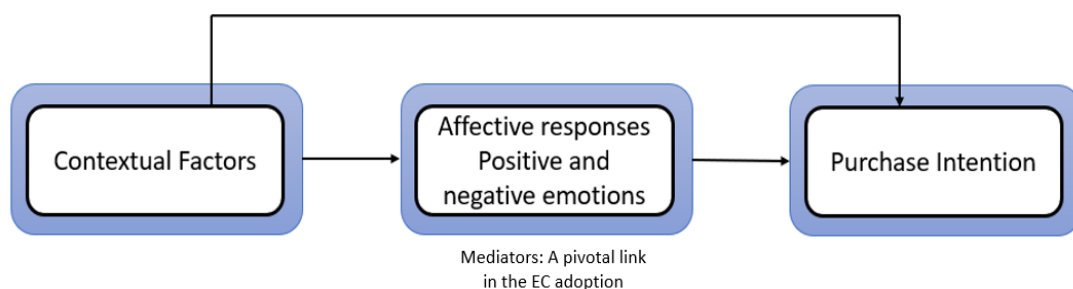 Contextual Factors
Affective responses
Positive and
negative emotions
Purchase Intention
Mediators: A pivotal link
in the EC adoption